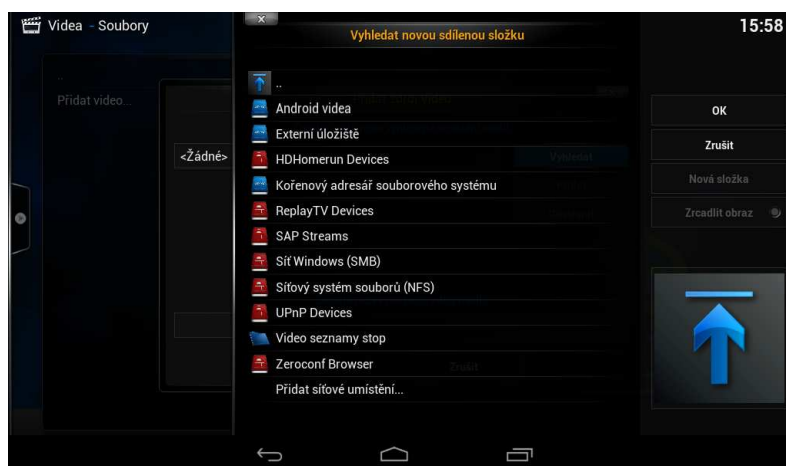 Videa - Soubory
x
Vyhledat novou sdílenou složku
15:58
..
Přidat video...
<Žádné>
..
Android videa
Externí úložiště
HDHomerun Devices
Kořenový adresář souborového systému
ReplayTV Devices
SAP Streams
Síť Windows (SMB)
Síťový systém souborů (NFS)
UPnP Devices
Video seznamy stop
Zeroconf Browser
Přidat síťové umístění...
Vyhledat
Zrušit
OK
Zrušit
Nová složka
Zrcadlit obraz